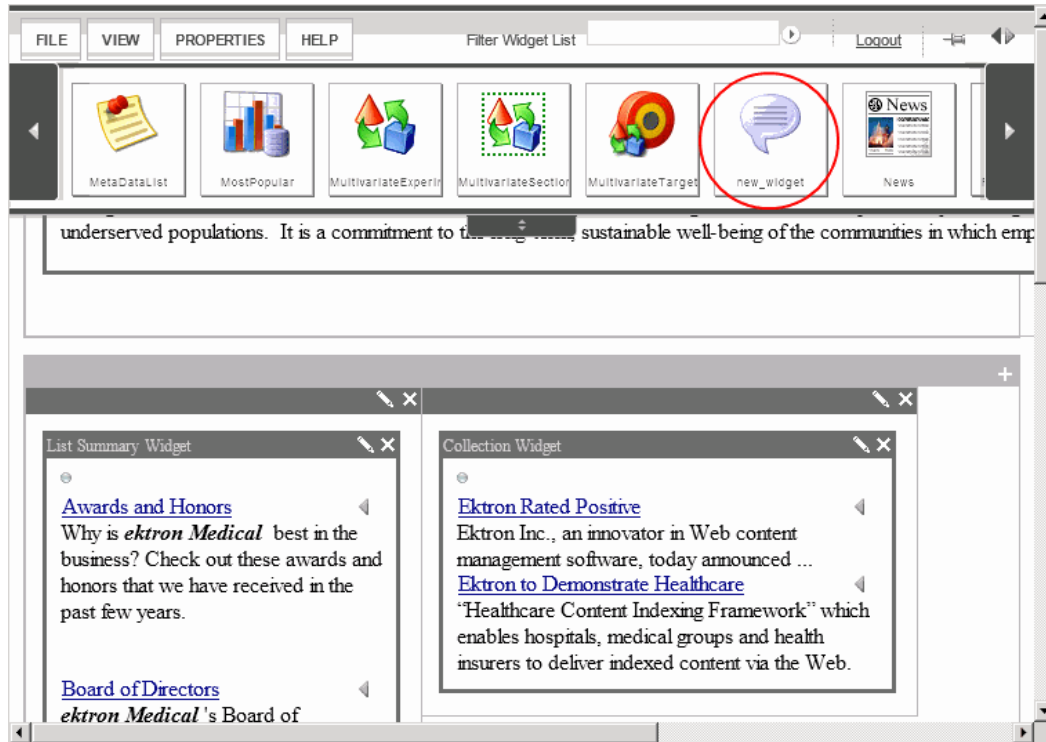 FILE VIEW PROPERTIES HELP Filter Widget List Logout
News
MetaDataList MostPopular MultivariateExperin MultivariateSection MultivariateTarget new_widget News
underserved populations. It is a commitment to sustainable well-being of the communities in which emp
List Summary Widget
Awards and Honors
Why is ektron Medical best in the
business? Check out these awards and
honors that we have received in the
past few years.
Board of Directors
ektron Medical 's Board of
Collection Widget
Ektron Rated Positive
Ektron Inc., an innovator in Web content
management software, today announced ...
Ektron to Demonstrate Healthcare
“Healthcare Content Indexing Framework” which
enables hospitals, medical groups and health
insurers to deliver indexed content via the Web.